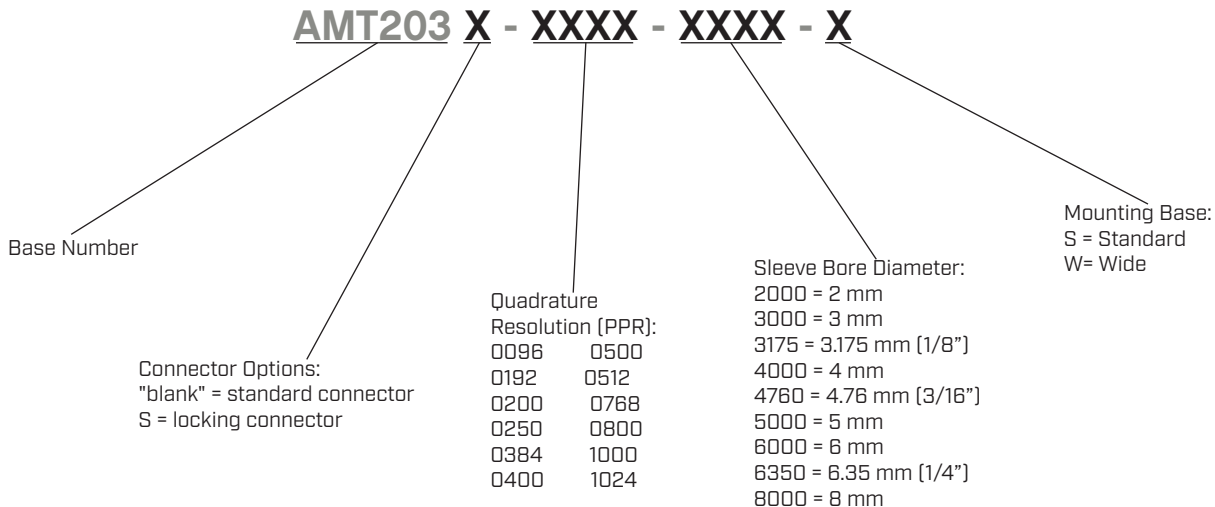 AMT203 X - XXXX - XXXX - X
Base Number
Connector Options:
"blank" = standard connector
S = locking connector
Quadrature
Resolution (PPR):
0096 0500
0192 0512
0200 0768
0250 0800
0384 1000
0400 1024
Sleeve Bore Diameter:
2000 = 2 mm
3000 = 3 mm
3175 = 3.175 mm (1/8”)
4000 = 4 mm
4760 = 4.76 mm (3/16”)
5000 = 5 mm
6000 = 6 mm
6350 = 6.35 mm (1/4”)
8000 = 8 mm
Mounting Base:
S = Standard
W= Wide